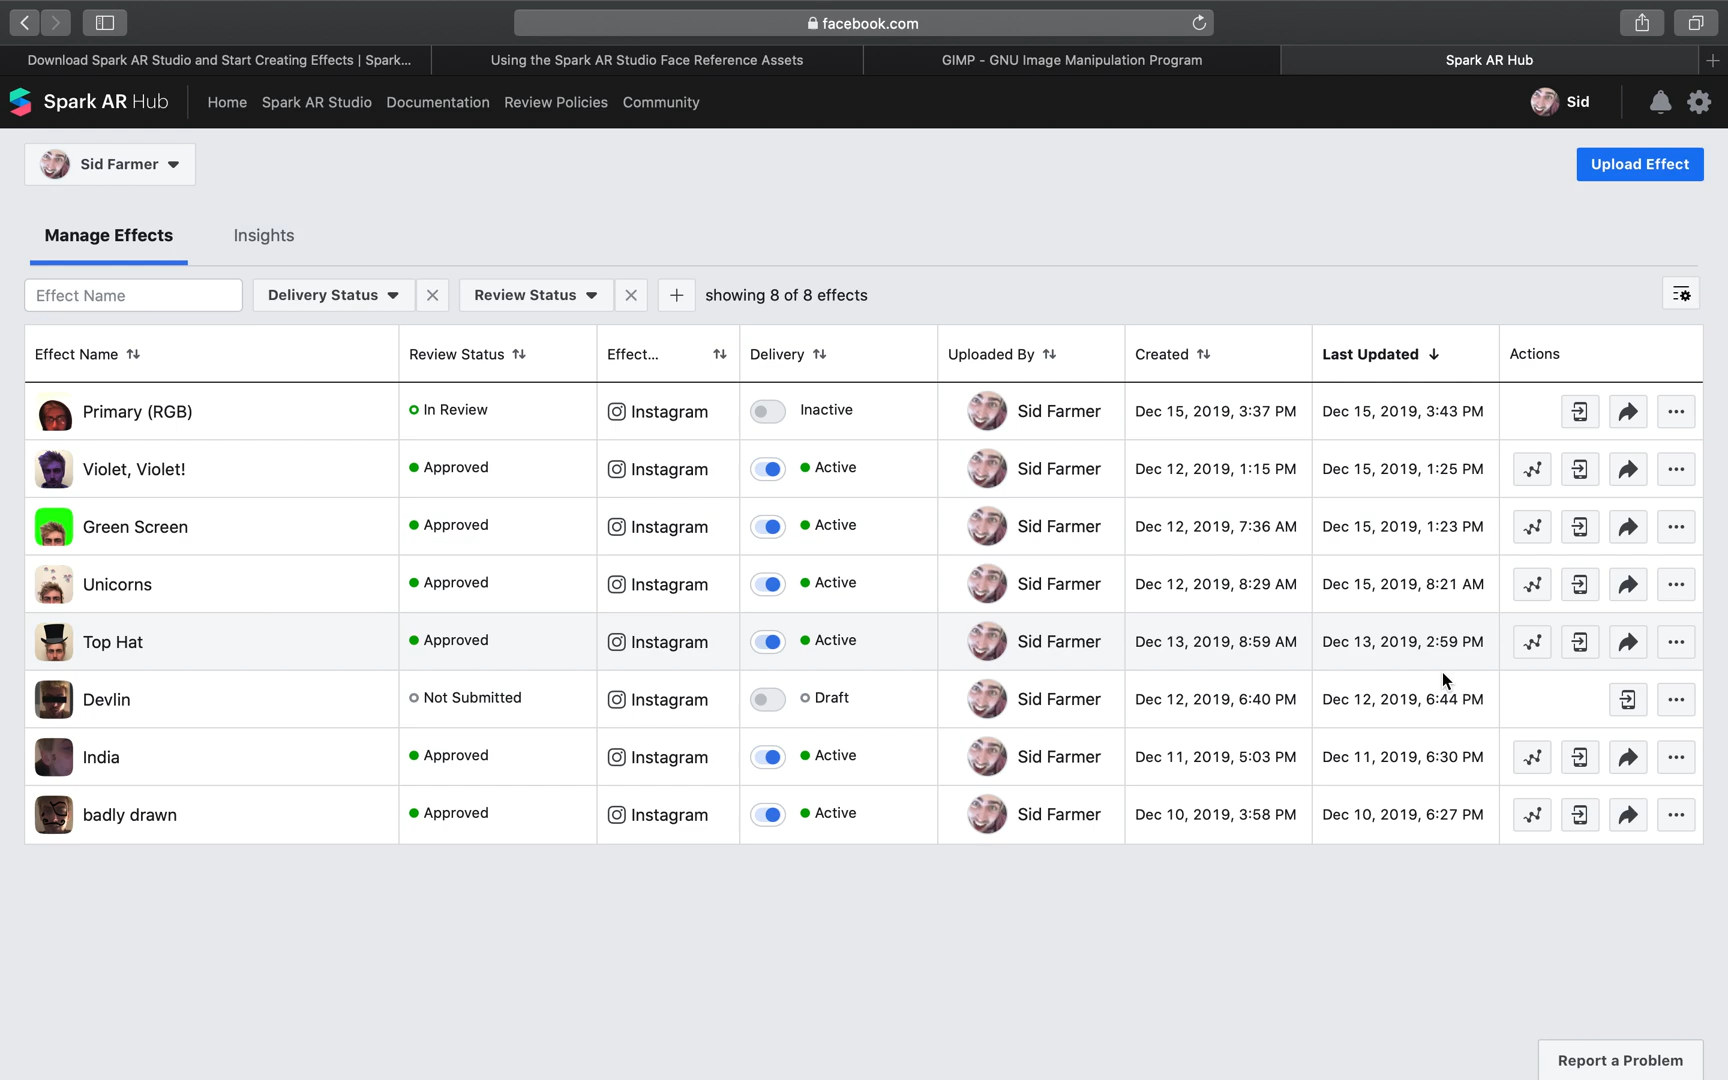 facebook.com
Download Spark AR Studio and Start Creating Effects | Spark...
Using the Spark AR Studio Face Reference Assets
GIMP - GNU Image Manipulation Program
Spark AR Hub
Spark AR Hub
Home
Spark AR Studio
Documentation
Review Policies
Community
Sid
Sid Farmer
Upload Effect
Manage Effects
Insights
Effect Name
Delivery Status
Review Status
showing 8 of 8 effects
Effect Name Review Status Effect... Delivery Uploaded By Created Last Updated Actions
Primary (RGB) In Review Instagram Inactive Sid Farmer Dec 15, 2019, 3:37 PM Dec 15, 2019, 3:43 PM
Violet, Violet! Approved Instagram Active Sid Farmer Dec 12, 2019, 1:15 PM Dec 15, 2019, 1:25 PM
Green Screen Approved Instagram Active Sid Farmer Dec 12, 2019, 7:36 AM Dec 15, 2019, 1:23 PM
Unicorns Approved Instagram Active Sid Farmer Dec 12, 2019, 8:29 AM Dec 15, 2019, 8:21 AM
Top Hat Approved Instagram Active Sid Farmer Dec 13, 2019, 8:59 AM Dec 13, 2019, 2:59 PM
Devlin Not Submitted Instagram Draft Sid Farmer Dec 12, 2019, 6:40 PM Dec 12, 2019, 6:44 PM
India Approved Instagram Active Sid Farmer Dec 11, 2019, 5:03 PM Dec 11, 2019, 6:30 PM
badly drawn Approved Instagram Active Sid Farmer Dec 10, 2019, 3:58 PM Dec 10, 2019, 6:27 PM
Report a Problem